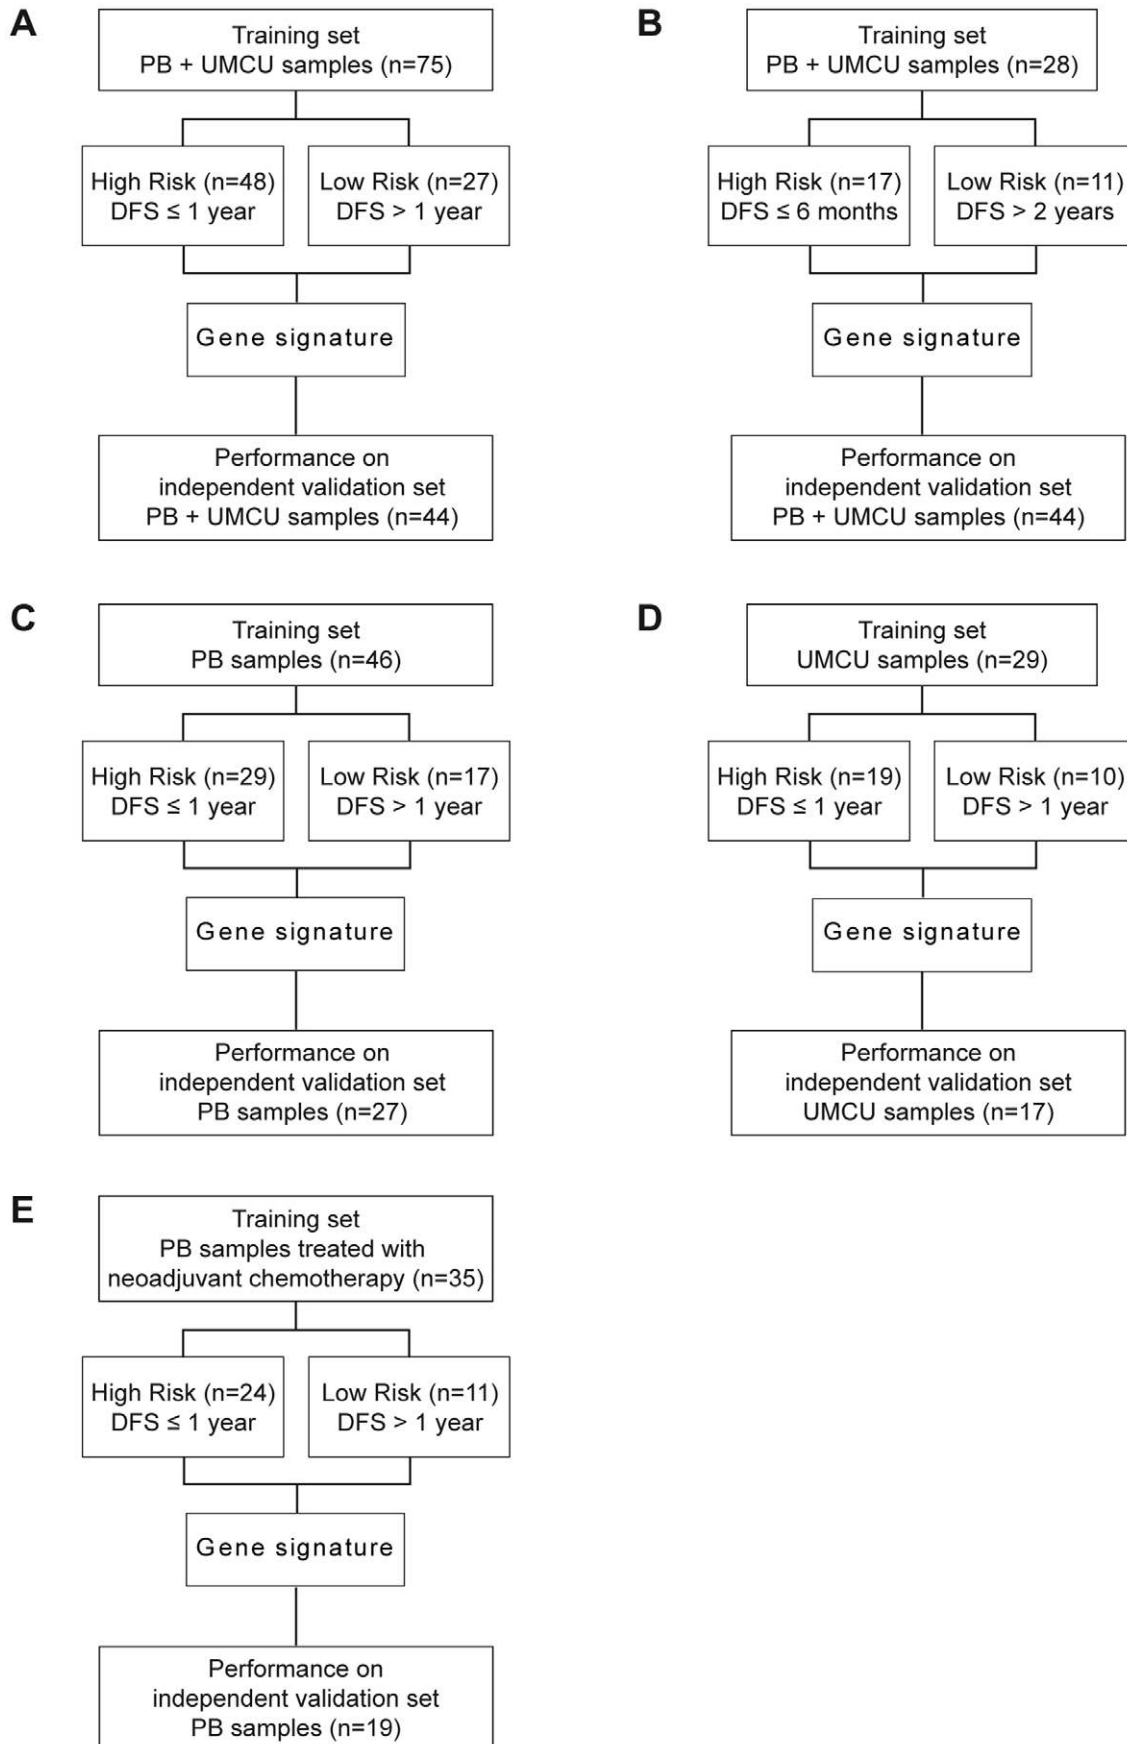 A
Training set
PB + UMCU samples (n=75)
High Risk (n=48)
DFS ≤ 1 year
Low Risk (n=27)
DFS > 1 year
Gene signature
Performance on
independent validation set
PB + UMCU samples (n=44)
B
Training set
PB + UMCU samples (n=28)
High Risk (n=17)
DFS ≤ 6 months
Low Risk (n=11)
DFS > 2 years
Gene signature
Performance on
independent validation set
PB + UMCU samples (n=44)
C
Training set
PB samples (n=46)
High Risk (n=29)
DFS ≤ 1 year
Low Risk (n=17)
DFS > 1 year
Gene signature
Performance on
independent validation set
PB samples (n=27)
D
Training set
UMCU samples (n=29)
High Risk (n=19)
DFS ≤ 1 year
Low Risk (n=10)
DFS > 1 year
Gene signature
Performance on
independent validation set
UMCU samples (n=17)
E
Training set
PB samples treated with
neoadjuvant chemotherapy (n=35)
High Risk (n=24)
DFS ≤ 1 year
Low Risk (n=11)
DFS > 1 year
Gene signature
Performance on
independent validation set
PB samples (n=19)